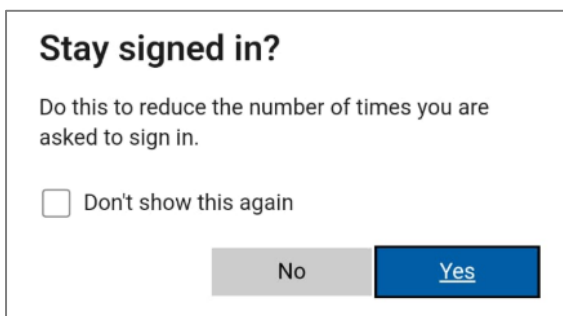 Stay signed in?
Do this to reduce the number of times you are
asked to sign in.
Don't show this again
No
Yes